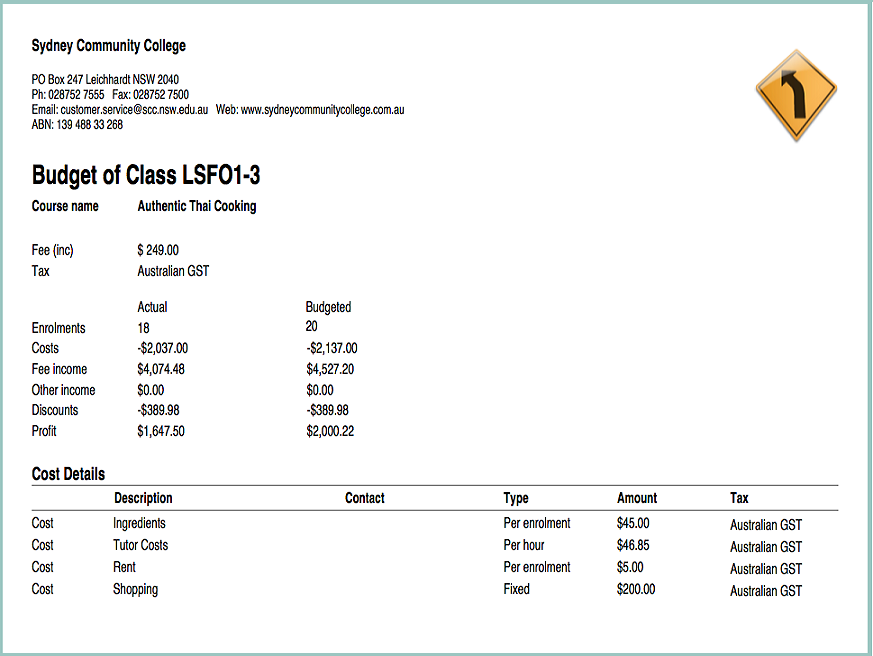 Sydney Community College
PO Box 247 Leichhardt NSW 2040
Ph: 028752 7555 Fax: 028752 7500
Email: customer.service@scc.nsw.edu.au Web: www.sydneycommunitycollege.com.au
ABN: 139 488 33 268
Budget of Class LSFO1-3
Course name Authentic Thai Cooking
Fee (inc) $ 249.00
Tax Australian GST
Actual Budgeted
Enrolments 18 20
Costs -$2,037.00 -$2,137.00
Fee income $4,074.48 $4,527.20
Other income $0.00 $0.00
Discounts -$389.98 -$389.98
Profit $1,647.50 $2,000.22
Cost Details
Description Contact Type Amount Tax
Cost Ingredients Per enrolment $45.00 Australian GST
Cost Tutor Costs Per hour $46.85 Australian GST
Cost Rent Per enrolment $5.00 Australian GST
Cost Shopping Fixed $200.00 Australian GST